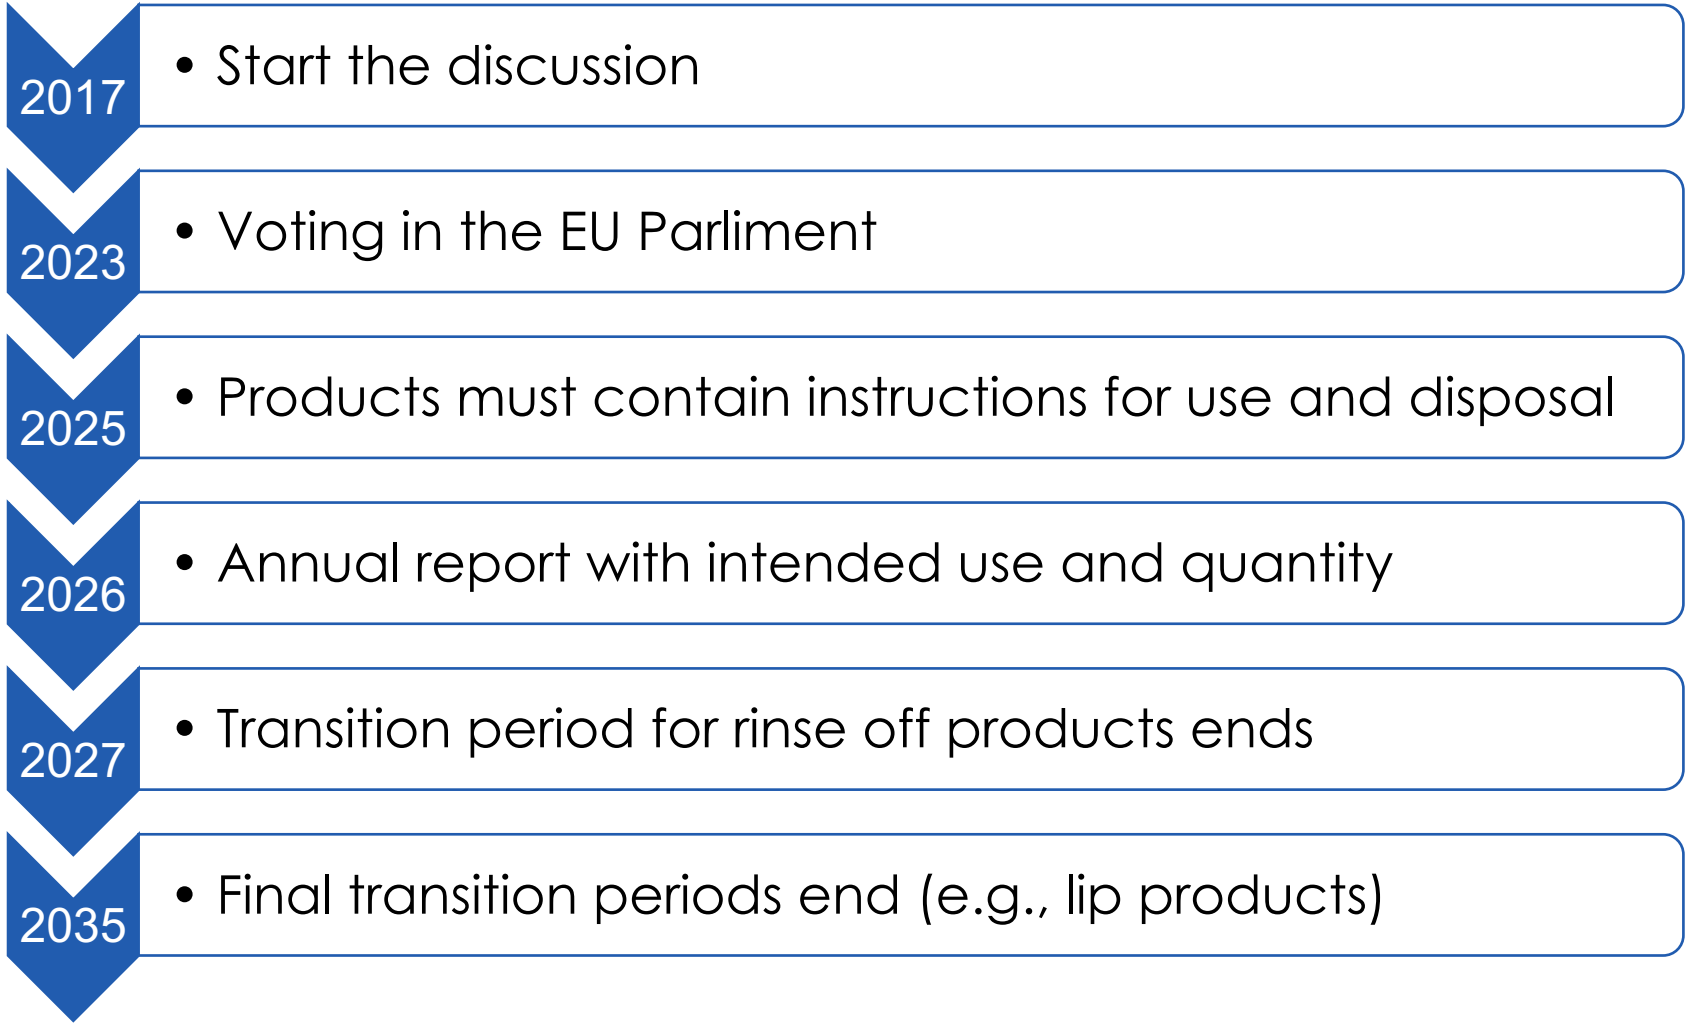 2017
• Start the discussion
2023
• Voting in the EU Parliment
2025
• Products must contain instructions for use and disposal
2026
• Annual report with intended use and quantity
2027
• Transition period for rinse off products ends
2035
• Final transition periods end (e.g., lip products)